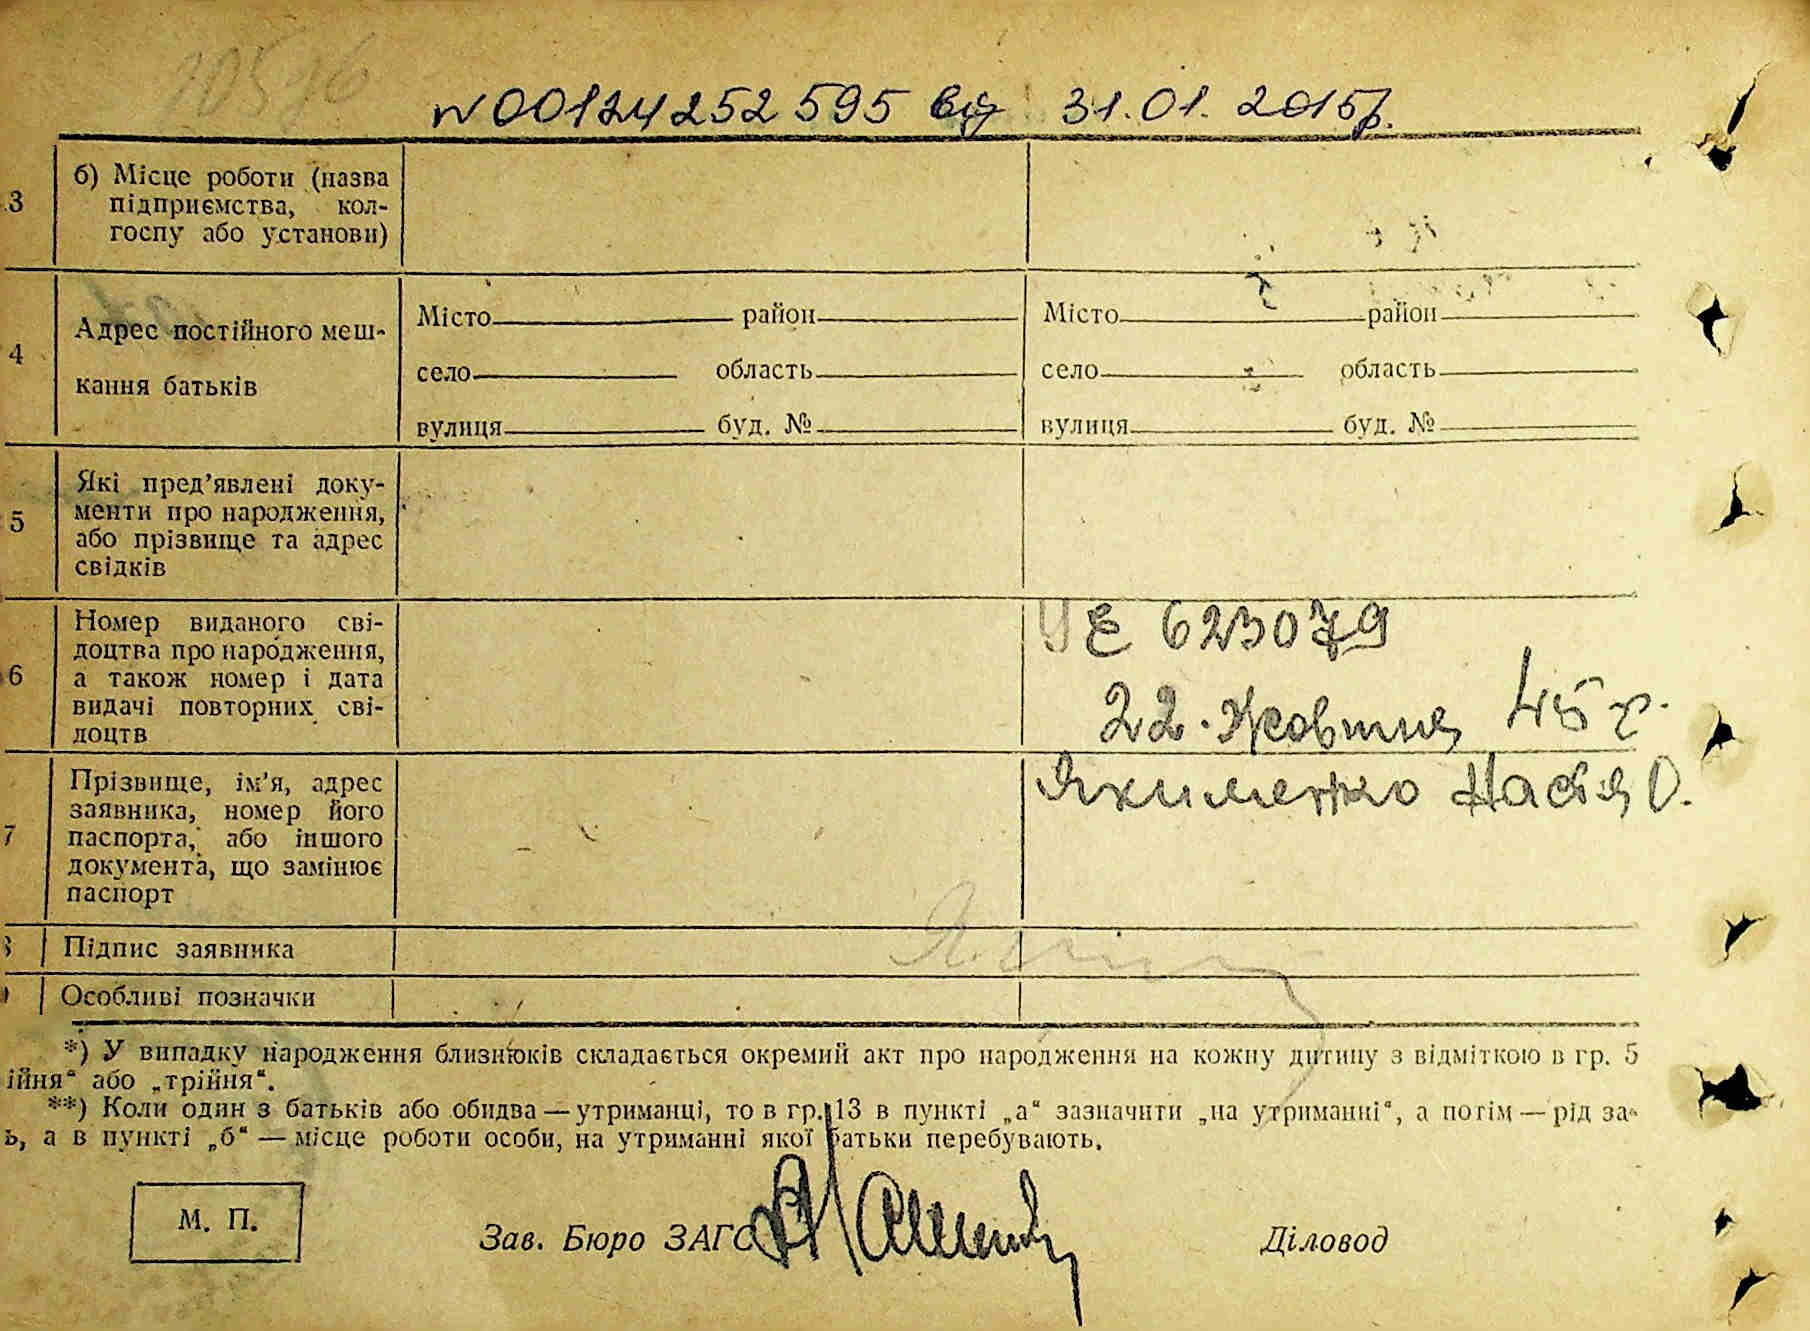 20576
N00124252595 від 31.01.2015р.
3
б) Місце роботи (назва
підприємства, кол-
госпу або установи)
4
Адрес постійного меш-
кання батьків
Місто район
село область
вулиця буд. №
Місто район
село область
вулиця буд. №
5
Які пред’явлені доку-
менти про народження,
або прізвище та адрес
свідків
6
Номер виданого сві-
доцтва про народження,
а також номер і дата
видачі повторних сві-
доцтв
УЕ 623079
22. Жовтня 45 р.
7
Прізвище, ім’я, адрес
заявника, номер його
паспорта, або іншого
документа, що замінює
паспорт
Якименко О.
Підпис заявника
Особливі позначки
*) У випадку народження близнюків складається окремий акт про народження на кожну дитину з відміткою в гр. 5
ійня“ або „трійня“.
**) Коли один з батьків або обидва — утриманці, то в гр. 13 в пункті „а“ зазначити „на утриманні“, а потім — рід за-
ь, а в пункті „б“ — місце роботи особи, на утриманні якої батьки перебувають.
М. П.
Зав. Бюро ЗАГС
Діловод